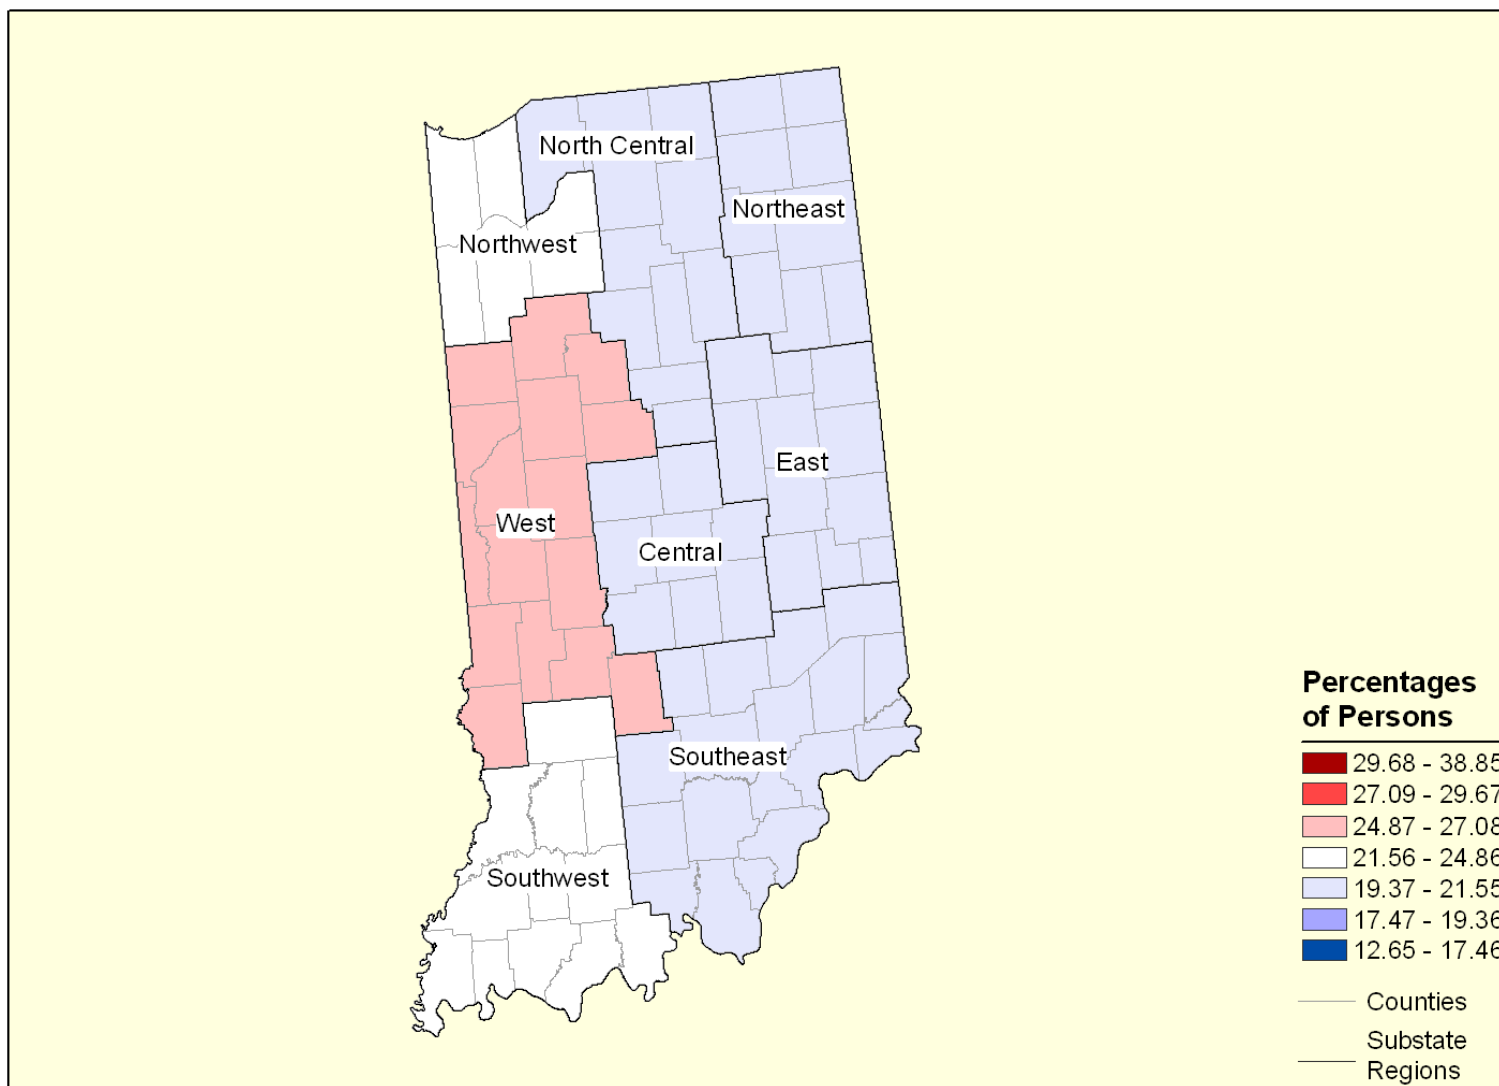 North Central
Northeast
Northwest
East
West
Central
Southeast
Southwest
Percentages
of Persons
29.68 - 38.85
27.09 - 29.67
24.87 - 27.08
21.56 - 24.86
19.37 - 21.55
17.47 - 19.36
12.65 - 17.46
Counties
Substate
Regions